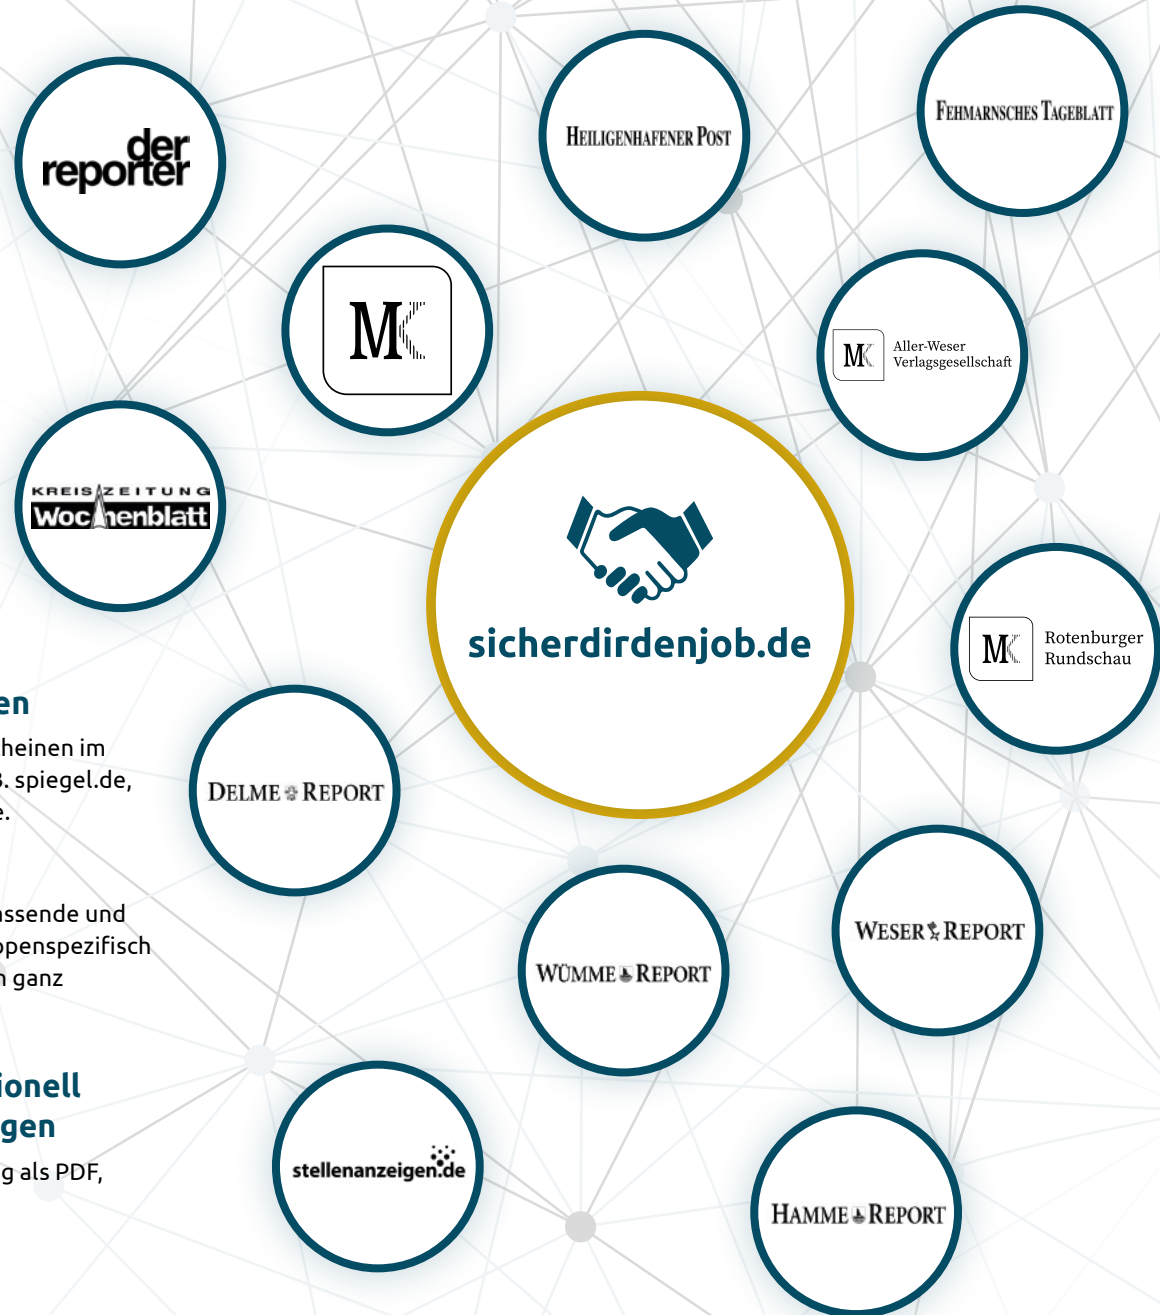 der
reporter
HEILIGENHAFENER POST
FEHMARNSCHES TAGEBLATT
MK
MK Aller-Weser
Verlagsgesellschaft
KREISZEITUNG
Wochenblatt
sicherdirdenjob.de
MK Rotenburger
Rundschau
en
heinen im
. spiegel.de,
e.
DELME REPORT
assende und
ppenspezifisch
n ganz
WÜMME REPORT
WESER REPORT
ionell
gen
g als PDF,
stellenanzeigen.de
HAMME REPORT